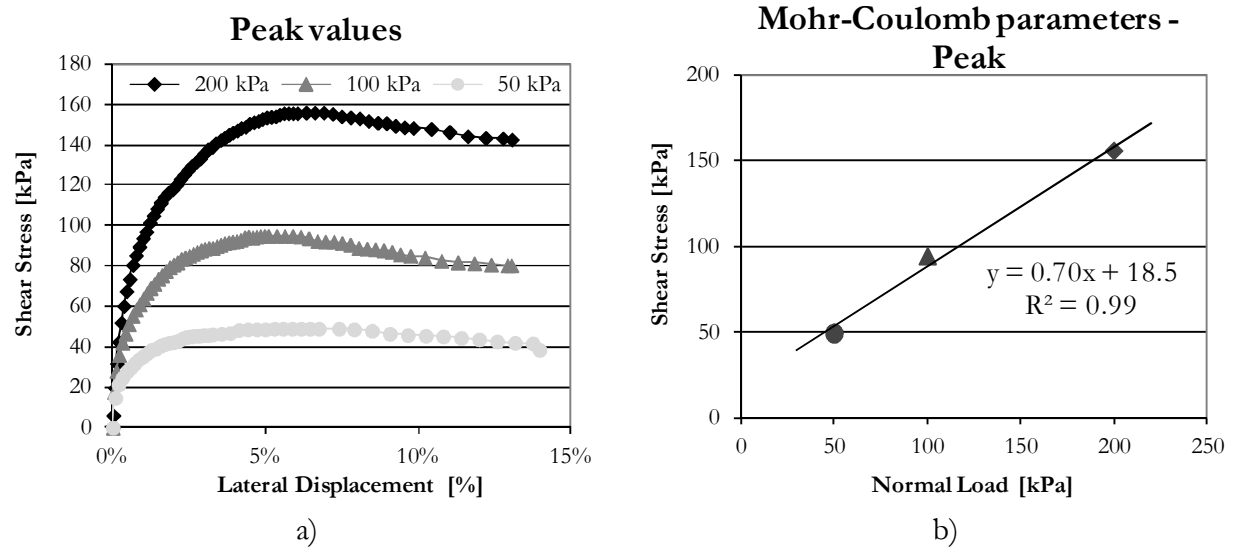 Peak values
180
160
140
120
100
80
60
40
20
0
200 kPa
100 kPa
50 kPa
0%
5%
10%
15%
Shear Stress [kPa]
Lateral Displacement [%]
a)
Mohr-Coulomb parameters -
Peak
200
150
100
50
0
y = 0.70x + 18.5
R² = 0.99
0
50
100
150
200
250
Shear Stress [kPa]
Normal Load [kPa]
b)